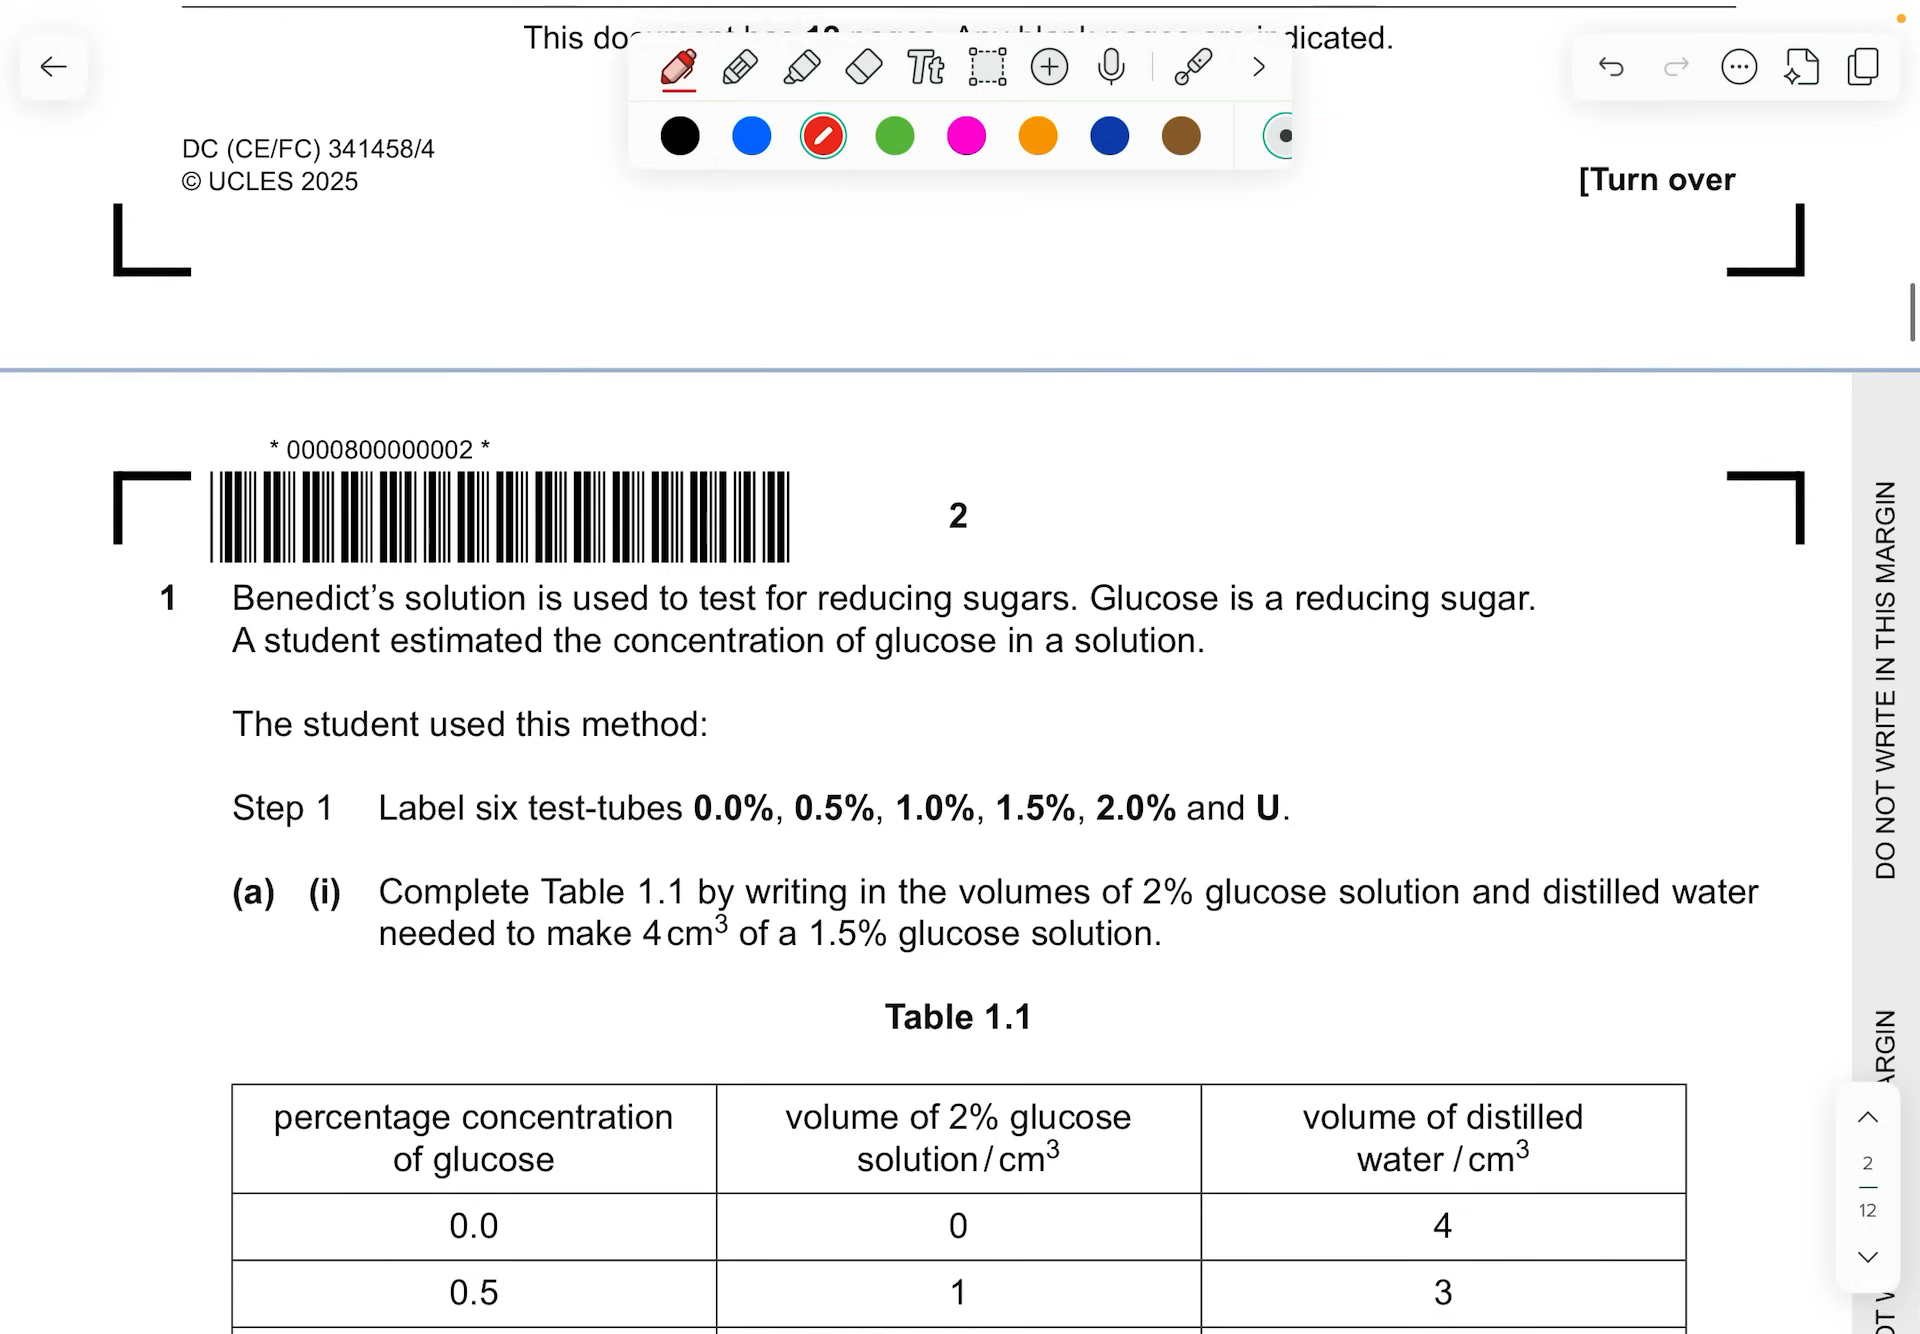 This do dicated.
Tt
DC (CE/FC) 341458/4
© UCLES 2025
[Turn over
* 0000800000002 *
2
1 Benedict’s solution is used to test for reducing sugars. Glucose is a reducing sugar.
A student estimated the concentration of glucose in a solution.
The student used this method:
Step 1 Label six test-tubes 0.0%, 0.5%, 1.0%, 1.5%, 2.0% and U.
(a) (i) Complete Table 1.1 by writing in the volumes of 2% glucose solution and distilled water
needed to make 4 cm³ of a 1.5% glucose solution.
Table 1.1
percentage concentration
of glucose
volume of 2% glucose
solution / cm³
volume of distilled
water / cm³
0.0 0 4
0.5 1 3
DO NOT WRITE IN THIS MARGIN
ARGIN
2
12